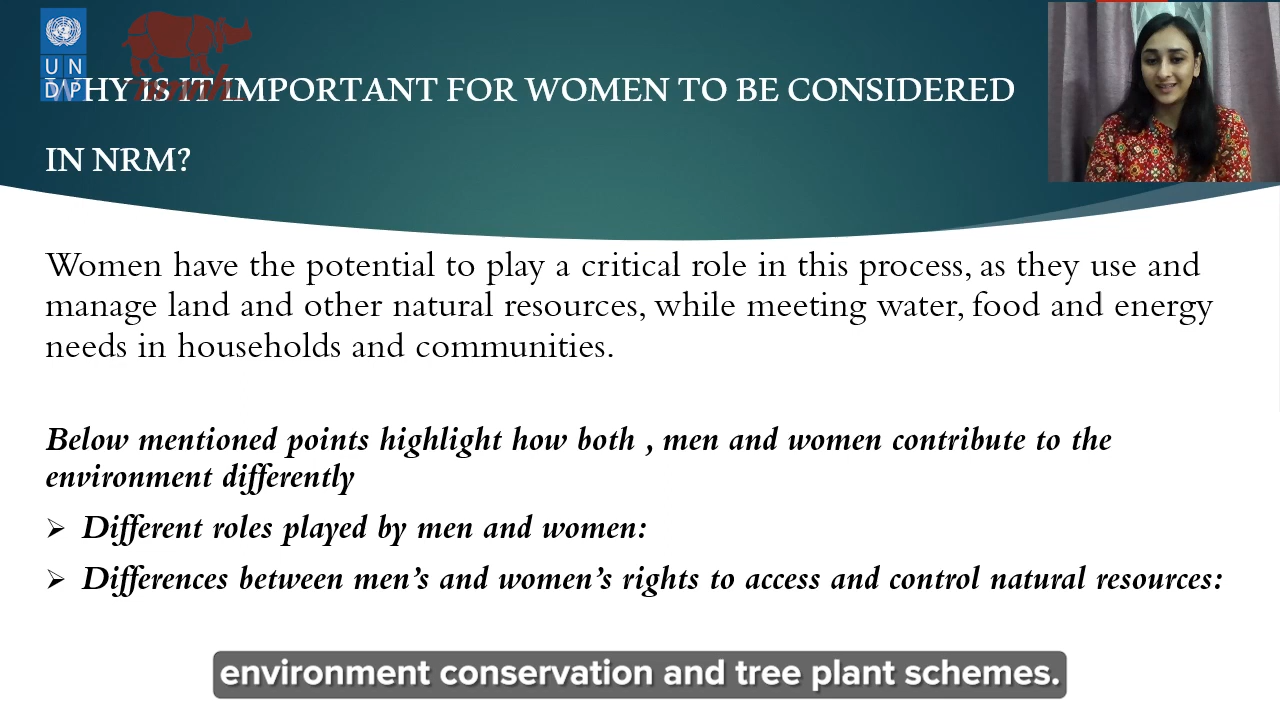 UN
DP
WHY IS IT IMPORTANT FOR WOMEN TO BE CONSIDERED
IN NRM?
Women have the potential to play a critical role in this process, as they use and
manage land and other natural resources, while meeting water, food and energy
needs in households and communities.
Below mentioned points highlight how both , men and women contribute to the
environment differently
➢ Different roles played by men and women:
➢ Differences between men’s and women’s rights to access and control natural resources:
environment conservation and tree plant schemes.